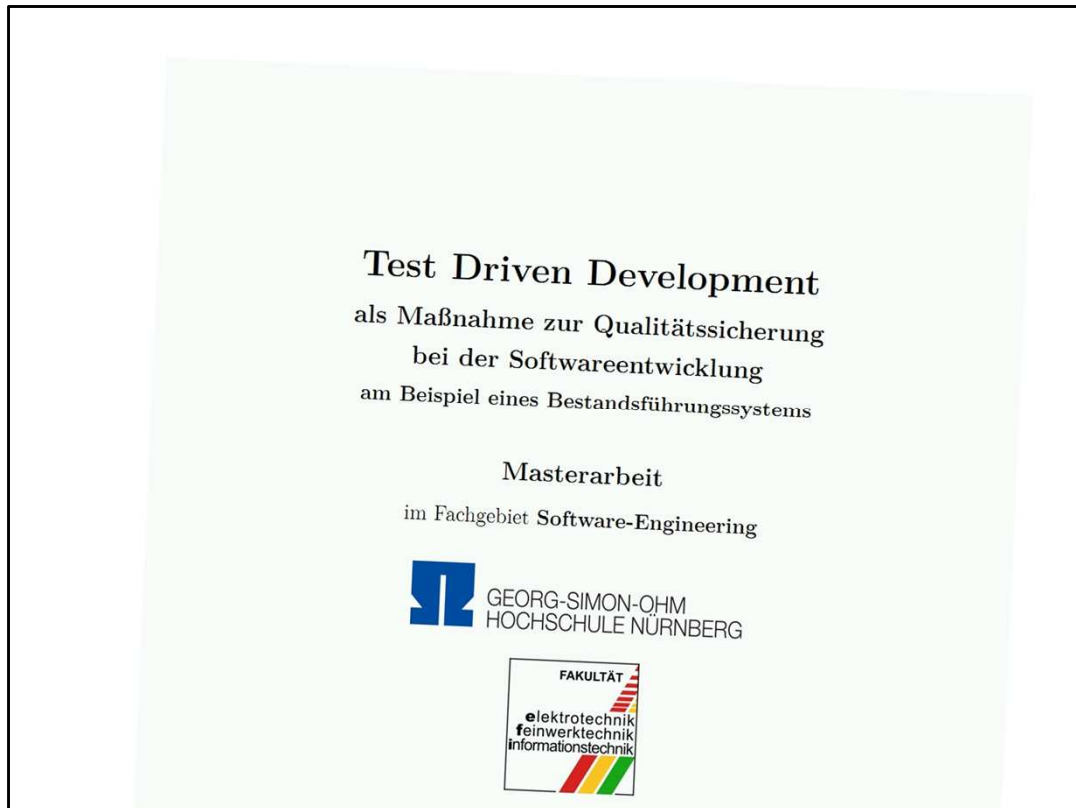 Test Driven Development
als Maßnahme zur Qualitätssicherung
bei der Softwareentwicklung
am Beispiel eines Bestandsführungssystems
Masterarbeit
im Fachgebiet Software-Engineering
GEORG-SIMON-OHM
HOCHSCHULE NÜRNBERG
FAKULTÄT
elektrotechnik
feinwerktechnik
informationstechnik